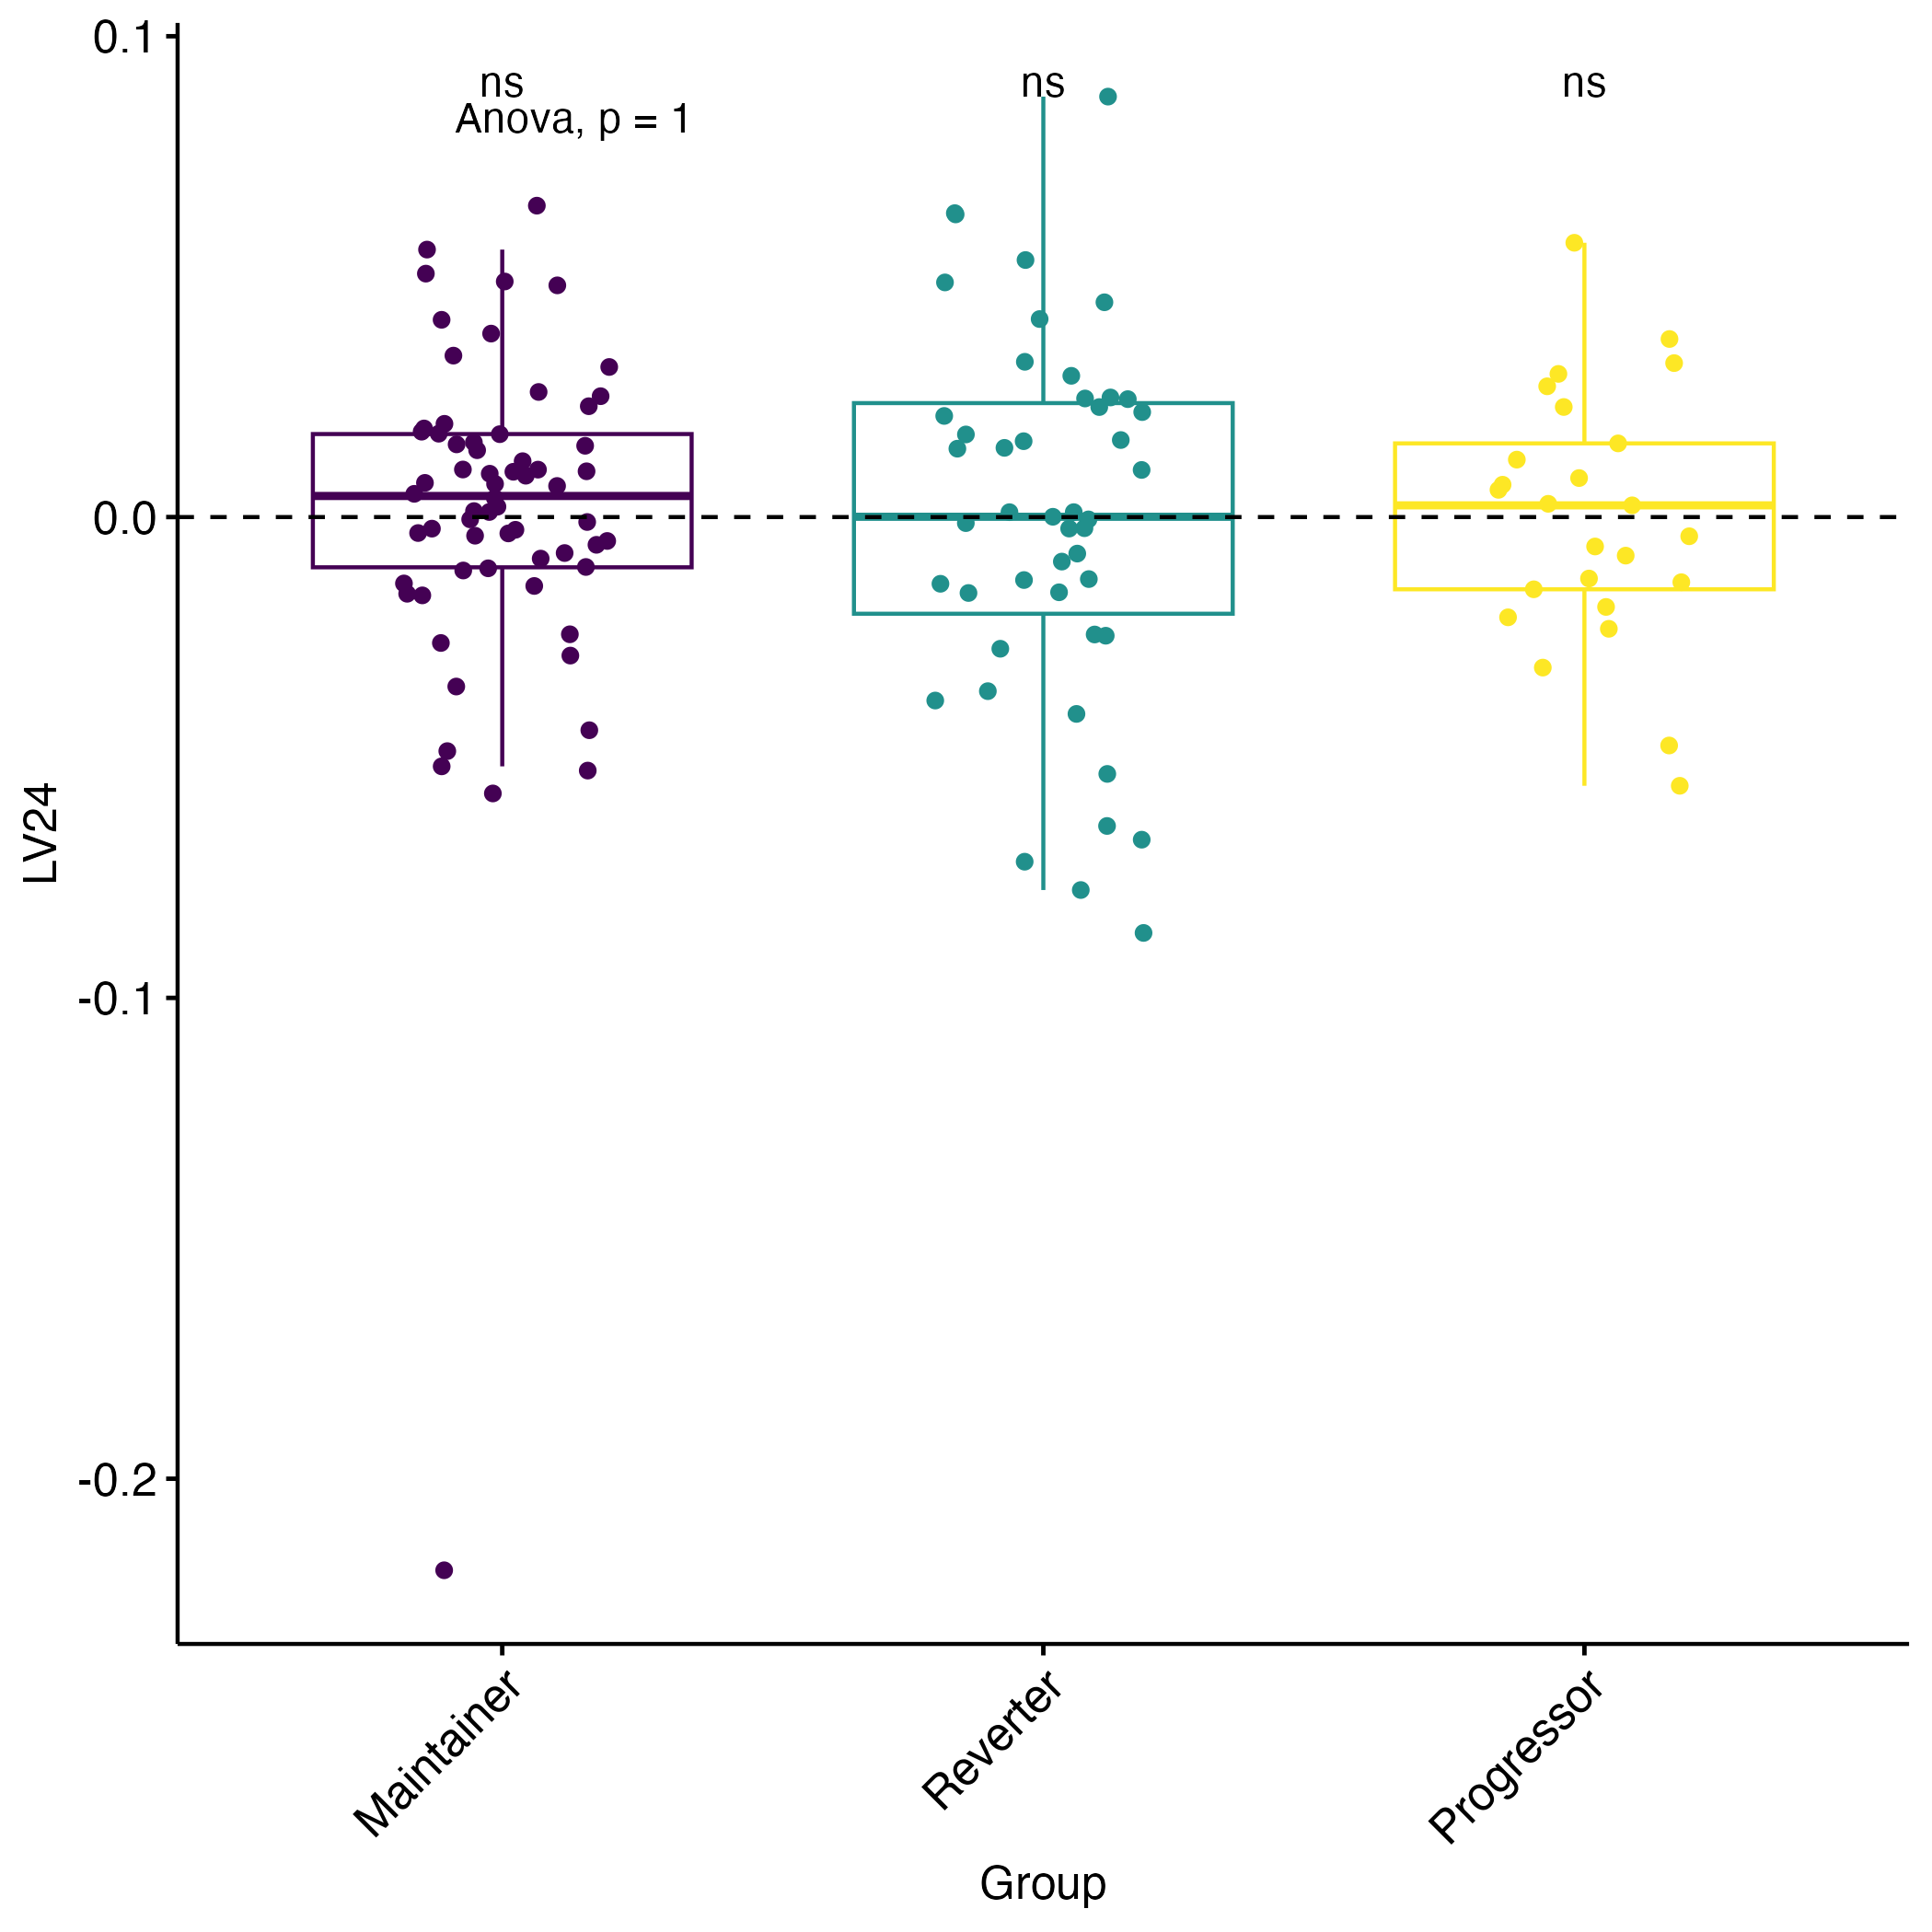 0.1
ns
ns
ns
Anova, p = 1
0.0
-0.1
-0.2
LV24
Maintainer
Reverter
Progressor
Group